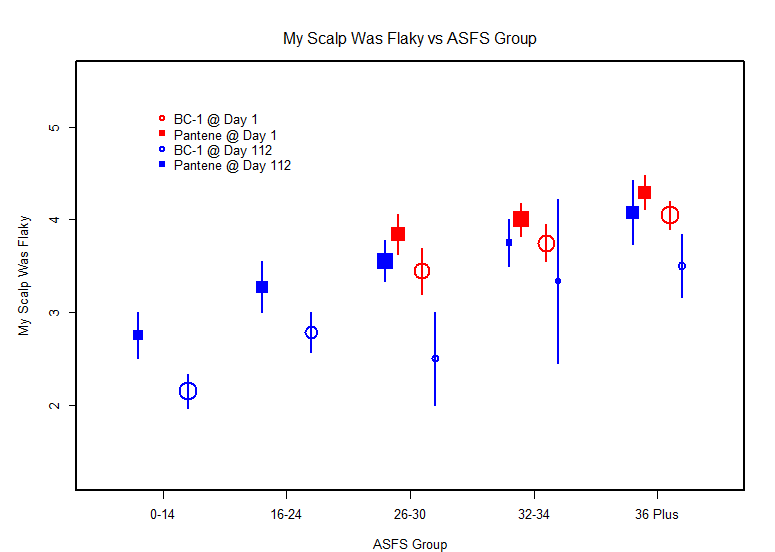 My Scalp Was Flaky vs ASFS Group
BC-1 @ Day 1
Pantene @ Day 1
BC-1 @ Day 112
Pantene @ Day 112
My Scalp Was Flaky
5
4
3
2
0-14
16-24
26-30
32-34
36 Plus
ASFS Group